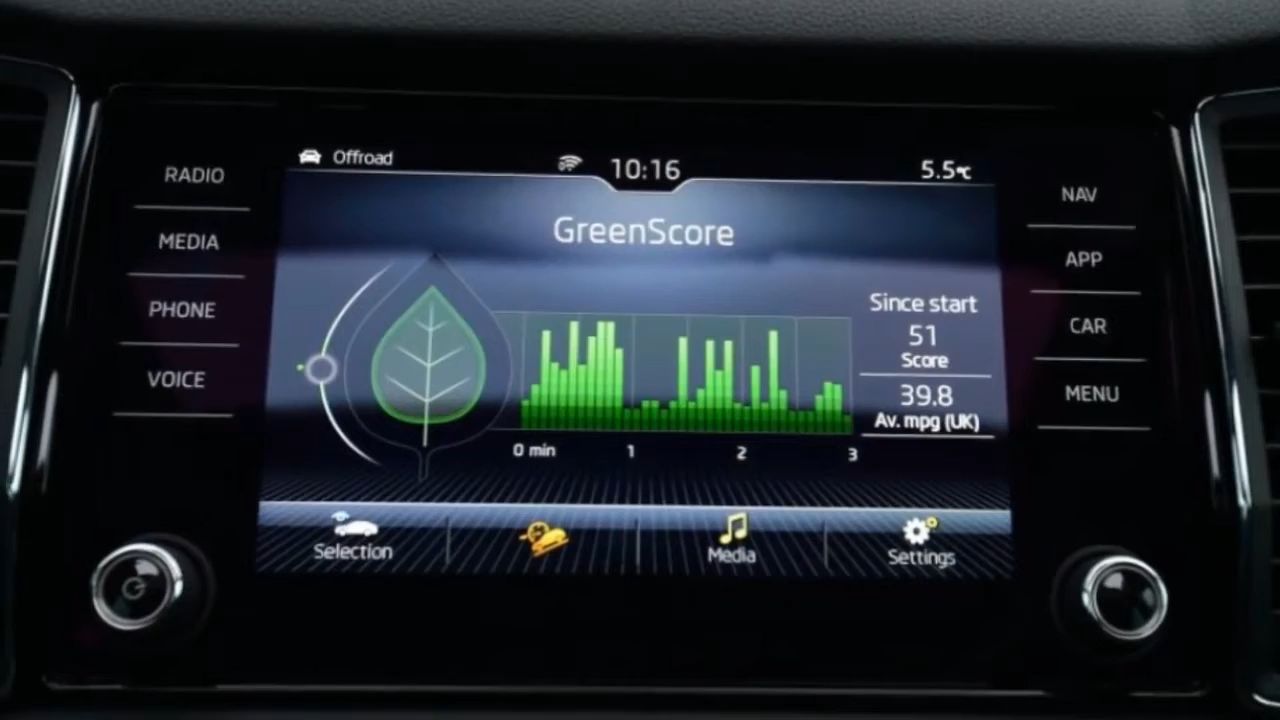 RADIO
MEDIA
PHONE
VOICE
Offroad
10:16
5.5℃
GreenScore
Since start
51
Score
39.8
Av. mpg (UK)
0 min 1 2 3
Selection
Media
Settings
NAV
APP
CAR
MENU